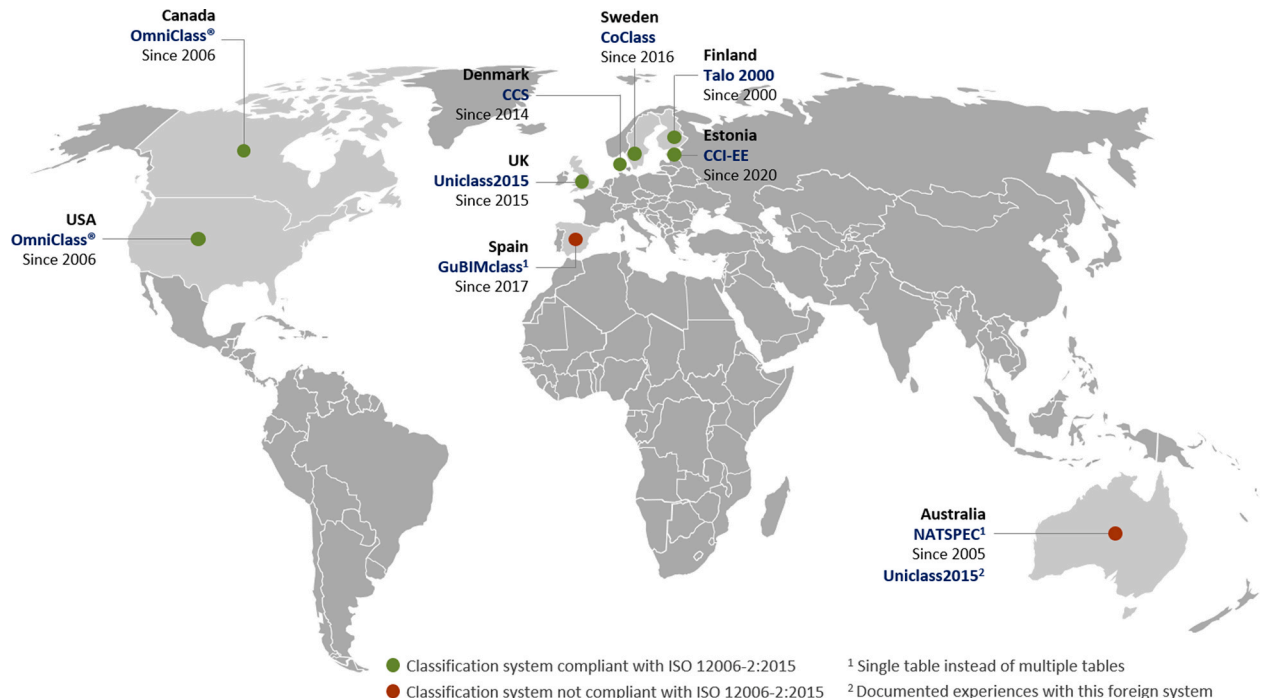 Canada
OmniClass®
Since 2006
Sweden
CoClass
Since 2016
Finland
Talo 2000
Since 2000
Denmark
CCS
Since 2014
Estonia
CCI-EE
Since 2020
UK
Uniclass2015
Since 2015
USA
OmniClass®
Since 2006
Spain
GuBIMclass¹
Since 2017
Australia
NATSPEC¹
Since 2005
Uniclass2015²
Classification system compliant with ISO 12006-2:2015
Classification system not compliant with ISO 12006-2:2015
¹ Single table instead of multiple tables
² Documented experiences with this foreign system